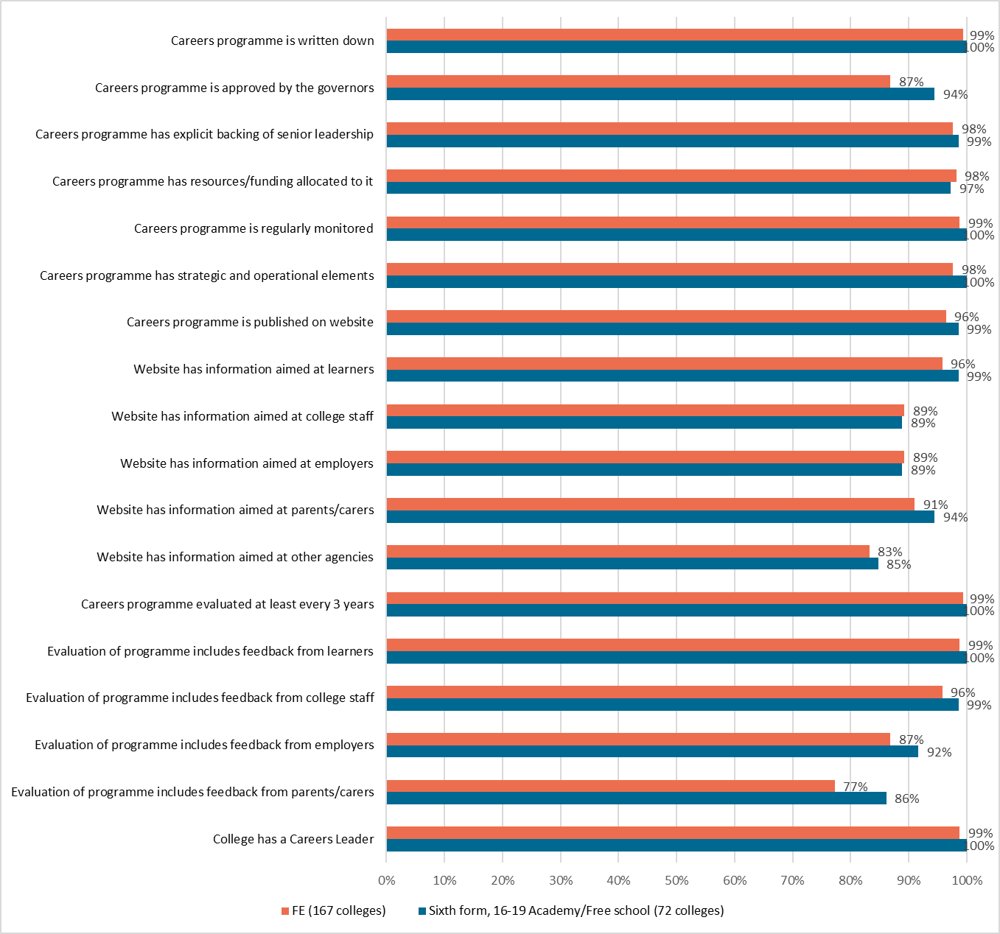 Careers programme is written down
99%
100%
Careers programme is approved by the governors
87%
94%
Careers programme has explicit backing of senior leadership
98%
99%
Careers programme has resources/funding allocated to it
98%
97%
Careers programme is regularly monitored
99%
100%
Careers programme has strategic and operational elements
98%
100%
Careers programme is published on website
96%
99%
Website has information aimed at learners
96%
99%
Website has information aimed at college staff
89%
89%
Website has information aimed at employers
89%
89%
Website has information aimed at parents/carers
91%
94%
Website has information aimed at other agencies
83%
85%
Careers programme evaluated at least every 3 years
99%
100%
Evaluation of programme includes feedback from learners
99%
100%
Evaluation of programme includes feedback from college staff
96%
99%
Evaluation of programme includes feedback from employers
87%
92%
Evaluation of programme includes feedback from parents/carers
77%
86%
College has a Careers Leader
99%
100%
0% 10% 20% 30% 40% 50% 60% 70% 80% 90% 100%
FE (167 colleges) Sixth form, 16-19 Academy/Free school (72 colleges)